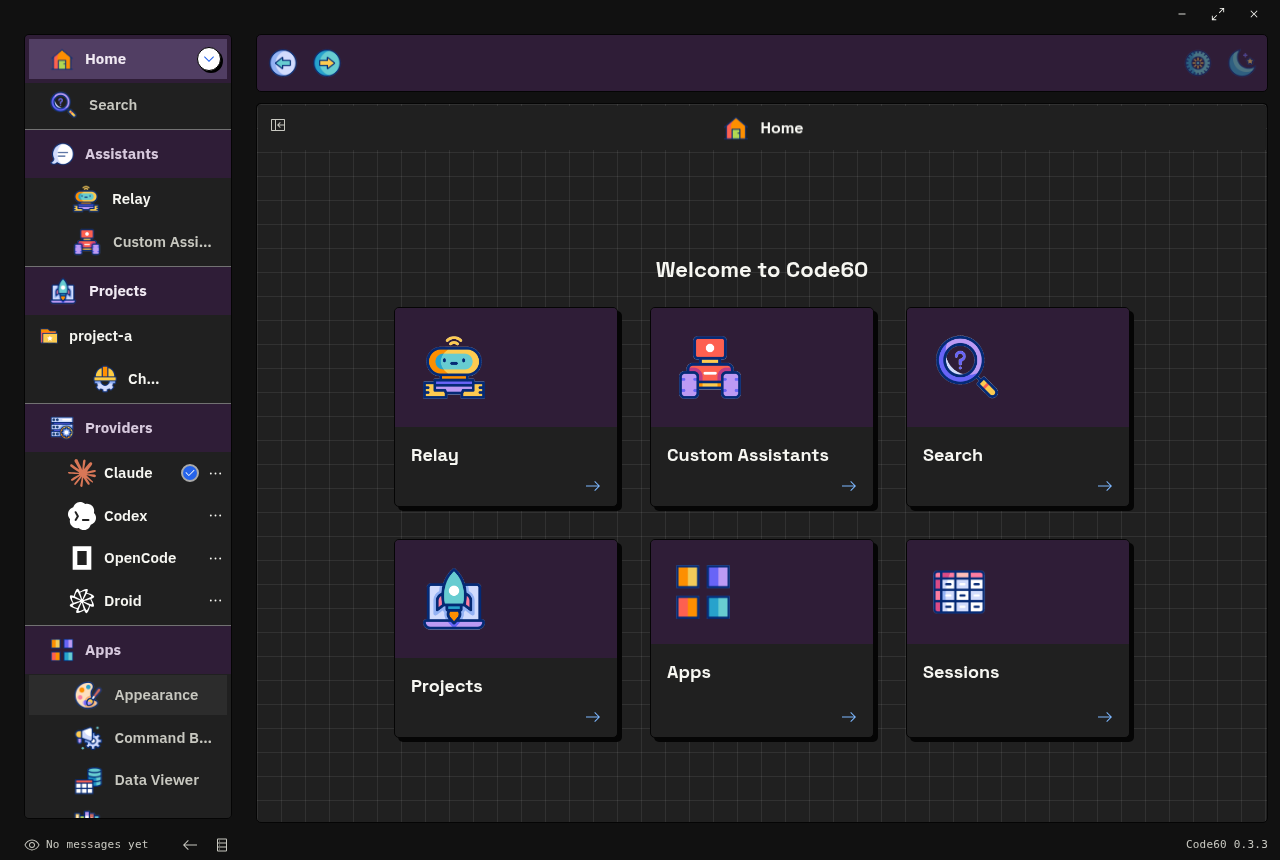 Home
Search
Assistants
Relay
Custom Assi...
Projects
project-a
Ch...
Providers
Claude
Codex
OpenCode
Droid
Apps
Appearance
Command B...
Data Viewer
Home
Welcome to Code60
Relay
Custom Assistants
Search
Projects
Apps
Sessions
No messages yet
Code60 0.3.3